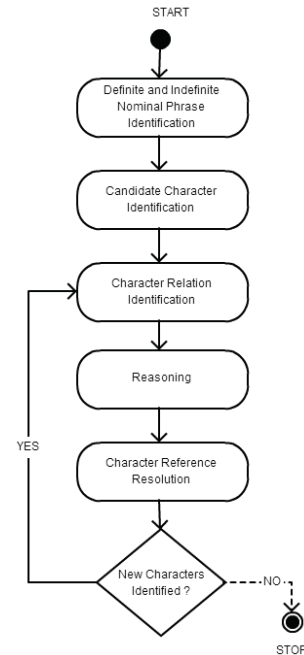 START
Definite and Indefinite
Nominal Phrase
Identification
Candidate Character
Identification
Character Relation
Identification
Reasoning
YES
Character Reference
Resolution
New Characters
Identified ?
NO
STOP